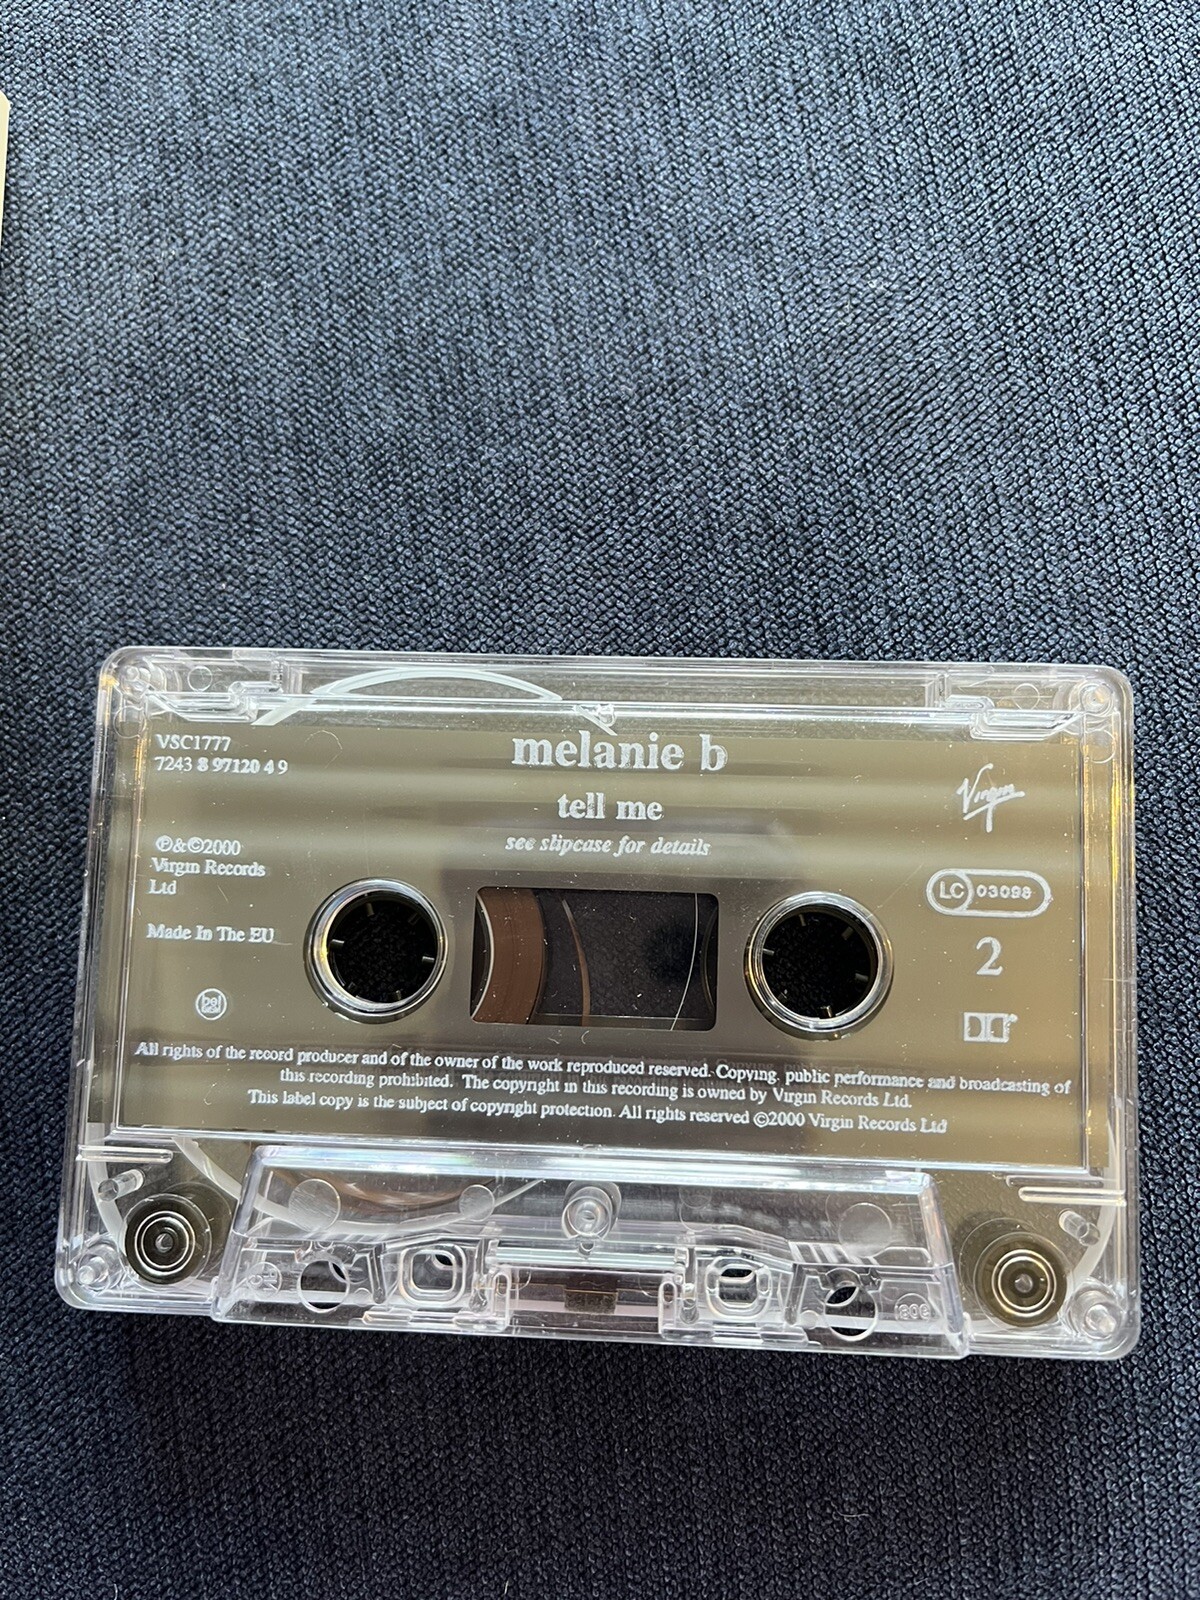 melanie b
tell me
see slipcase for details
VSC1777
7243 8 97120 4 9
℗&©2000
Virgin Records
Ltd
Made In The EU
bel
Virgin
LC 03098
2
All rights of the record producer and of the owner of the work reproduced reserved. Copying, public performance and broadcasting of
this recording prohibited. The copyright in this recording is owned by Virgin Records Ltd.
This label copy is the subject of copyright protection. All rights reserved ©2000 Virgin Records Ltd